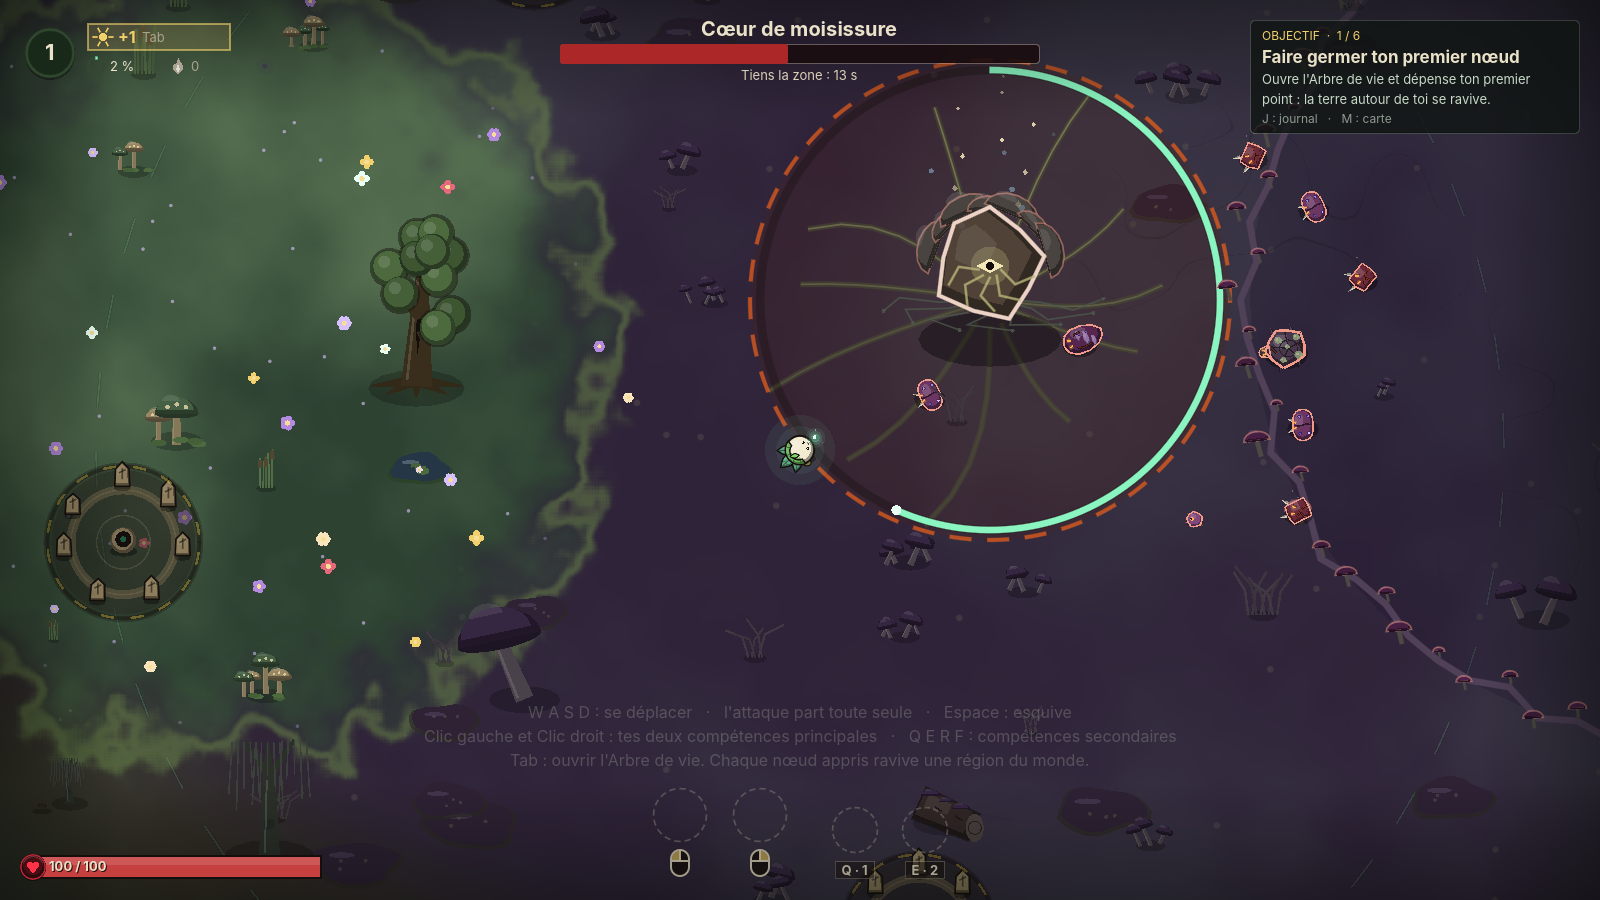 1
+1 Tab
2 %
0
Cœur de moisissure
Tiens la zone : 13 s
OBJECTIF · 1 / 6
Faire germer ton premier nœud
Ouvre l'Arbre de vie et dépense ton premier
point : la terre autour de toi se ravive.
J : journal · M : carte
W A S D : se déplacer · l'attaque part toute seule · Espace : esquive
Clic gauche et Clic droit : tes deux compétences principales · Q E R F : compétences secondaires
Tab : ouvrir l'Arbre de vie. Chaque nœud appris ravive une région du monde.
100 / 100
Q · 1
E · 2